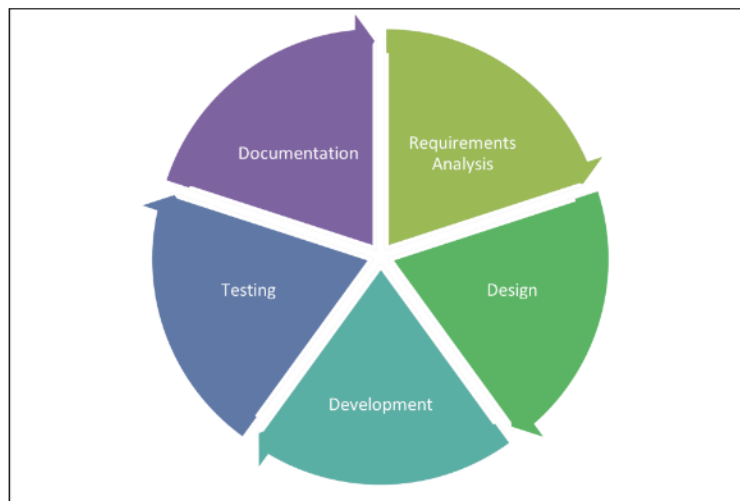 Requirements
Analysis
Design
Development
Testing
Documentation